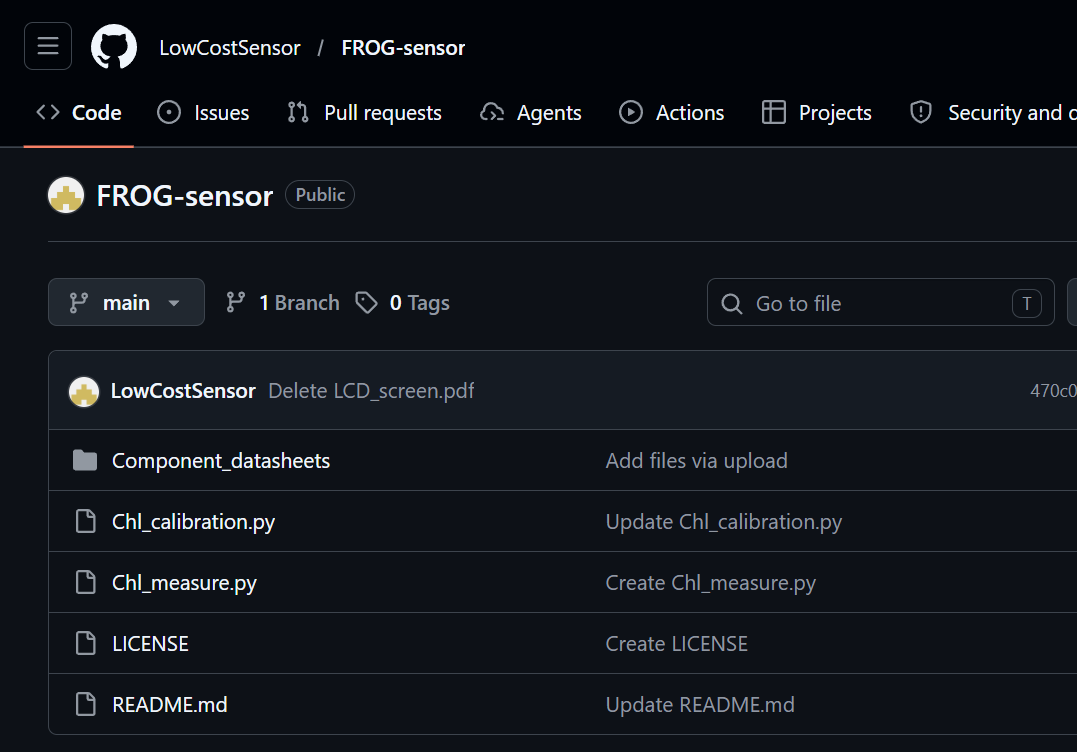 LowCostSensor / FROG-sensor
Code Issues Pull requests Agents Actions Projects Security and
FROG-sensor Public
main 1 Branch 0 Tags Go to file T
LowCostSensor Delete LCD_screen.pdf 470c0
Component_datasheets Add files via upload
Chl_calibration.py Update Chl_calibration.py
Chl_measure.py Create Chl_measure.py
LICENSE Create LICENSE
README.md Update README.md